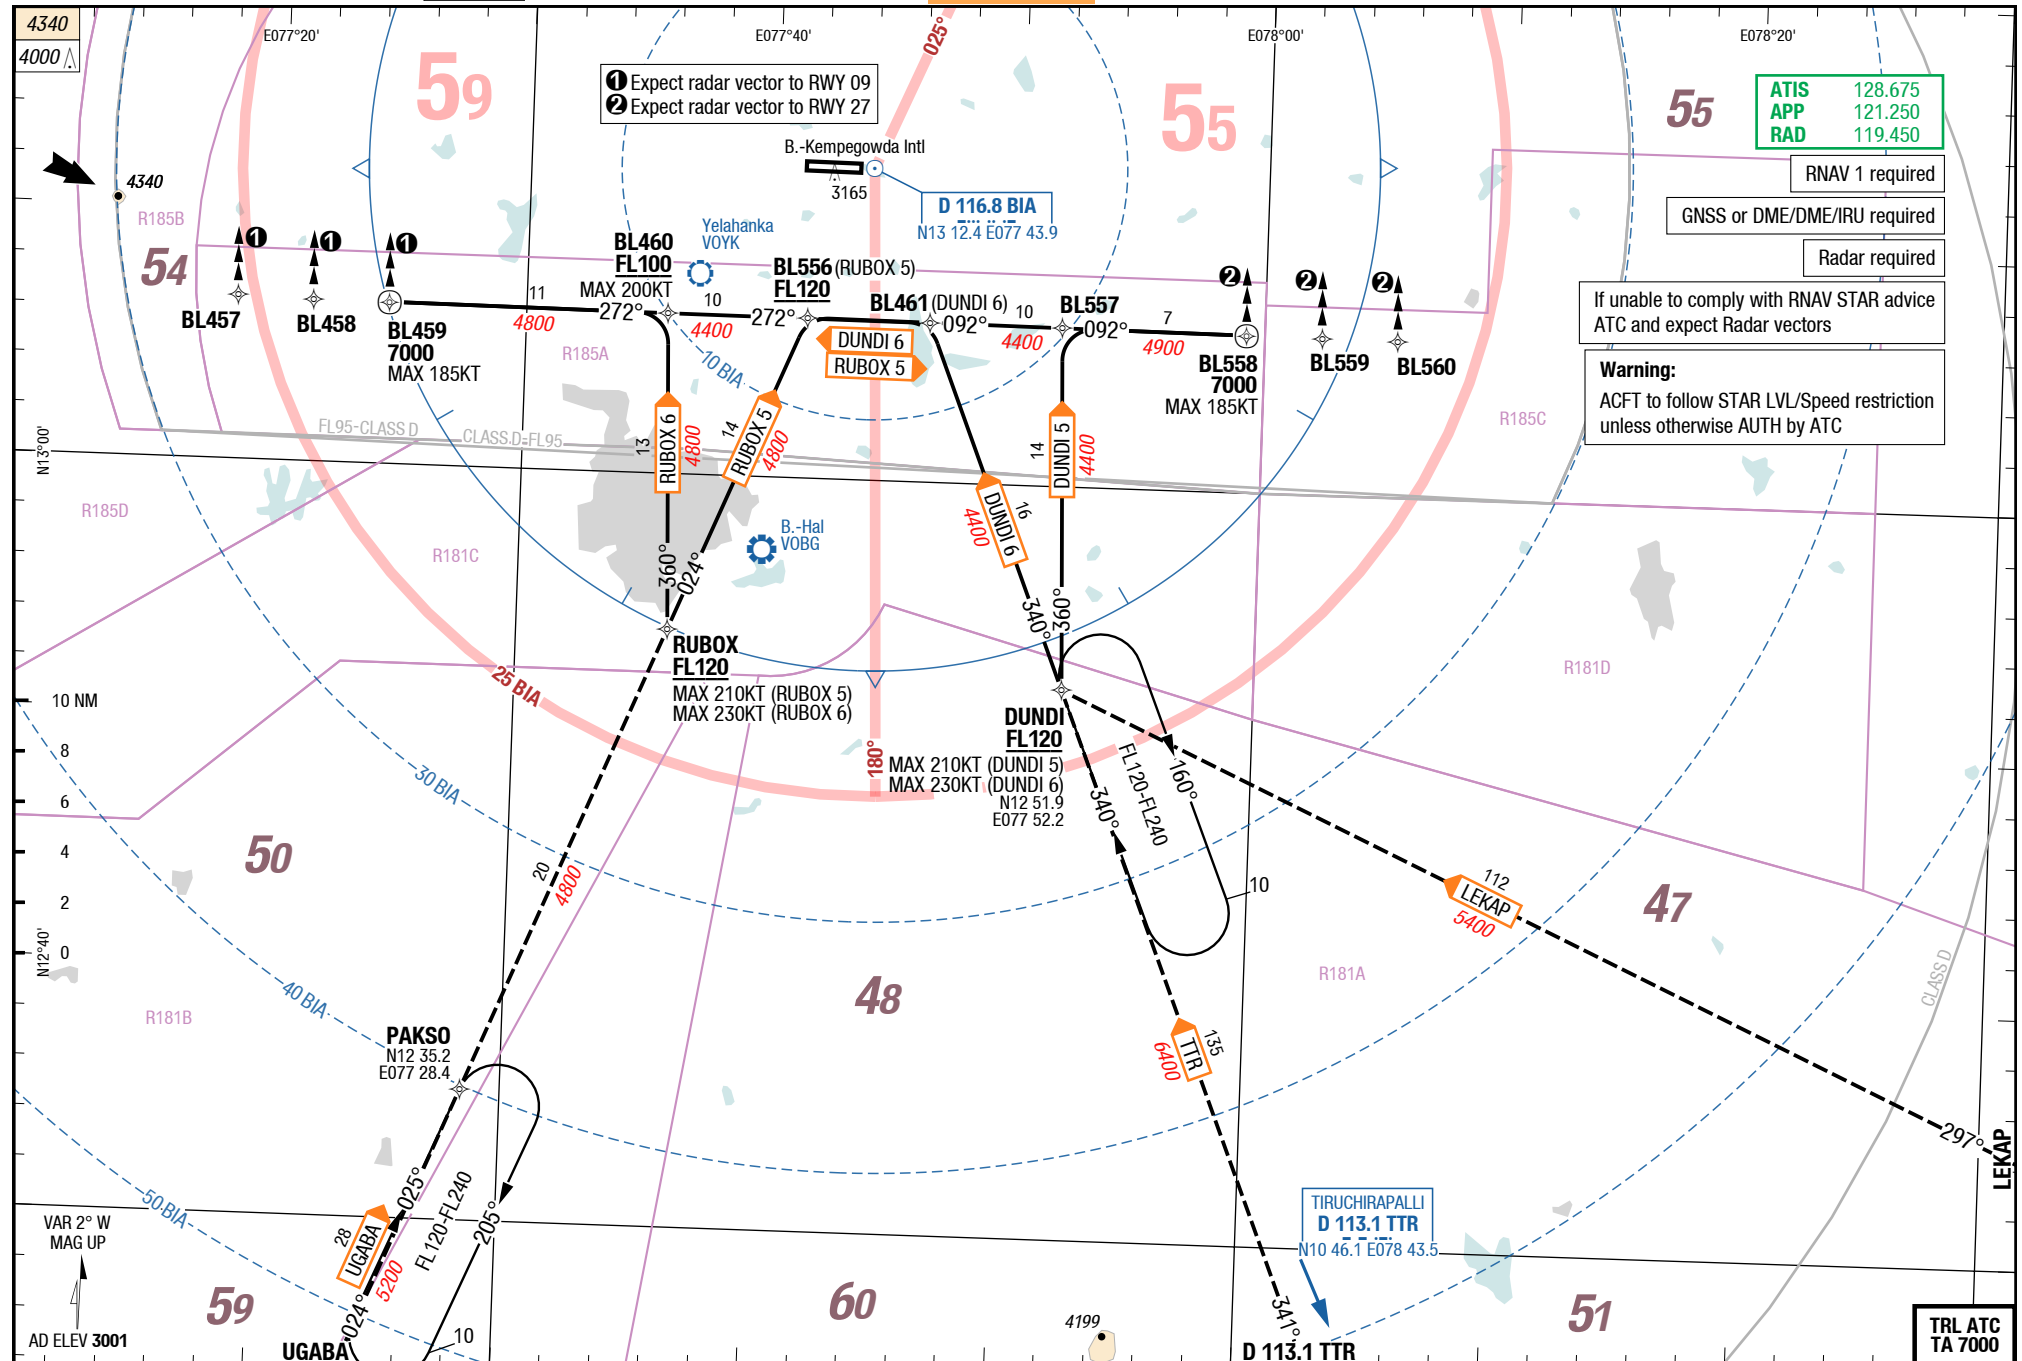 4340
4000
E077°20'
E077°40'
E078°00'
E078°20'
025°
59
55
55
❶ Expect radar vector to RWY 09
❷ Expect radar vector to RWY 27
ATIS 128.675
APP 121.250
RAD 119.450
RNAV 1 required
GNSS or DME/DME/IRU required
Radar required
If unable to comply with RNAV STAR advice
ATC and expect Radar vectors
Warning:
ACFT to follow STAR LVL/Speed restriction
unless otherwise AUTH by ATC
B.-Kempegowda Intl
3165
D 116.8 BIA
N13 12.4 E077 43.9
4340
R185B
54
Yelahanka
VOYK
❶
❶
❶
BL457
BL458
BL459
7000
MAX 185KT
11
4800
272°
BL460
FL100
MAX 200KT
10
4400
272°
BL556 (RUBOX 5)
FL120
BL461 (DUNDI 6)
092°
10
4400
BL557
092°
7
4900
❷
❷
❷
BL558
7000
MAX 185KT
BL559
BL560
DUNDI 6
RUBOX 5
R185A
10 BIA
R185C
FL95-CLASS D
CLASS D-FL95
N13°00'
13
RUBOX 6
4800
14
RUBOX 5
4800
16
DUNDI 6
4400
14
DUNDI 5
4400
R185D
R181C
B.-Hal
VOBG
360°
024°
340°
360°
RUBOX
FL120
MAX 210KT (RUBOX 5)
MAX 230KT (RUBOX 6)
25 BIA
R181D
10 NM
8
6
4
2
0
N12°40'
DUNDI
FL120
MAX 210KT (DUNDI 5)
MAX 230KT (DUNDI 6)
N12 51.9
E077 52.2
180°
30 BIA
340°
FL120-FL240
160°
10
50
20
4800
112
LEKAP
5400
47
48
R181A
CLASS D
40 BIA
R181B
PAKSO
N12 35.2
E077 28.4
135
TTR
6400
297°
LEKAP
50 BIA
025°
28
UGABA
5200
FL120-FL240
205°
10
024°
UGABA
VAR 2° W
MAG UP
AD ELEV 3001
59
60
4199
TIRUCHIRAPALLI
D 113.1 TTR
N10 46.1 E078 43.5
341°
D 113.1 TTR
51
TRL ATC
TA 7000